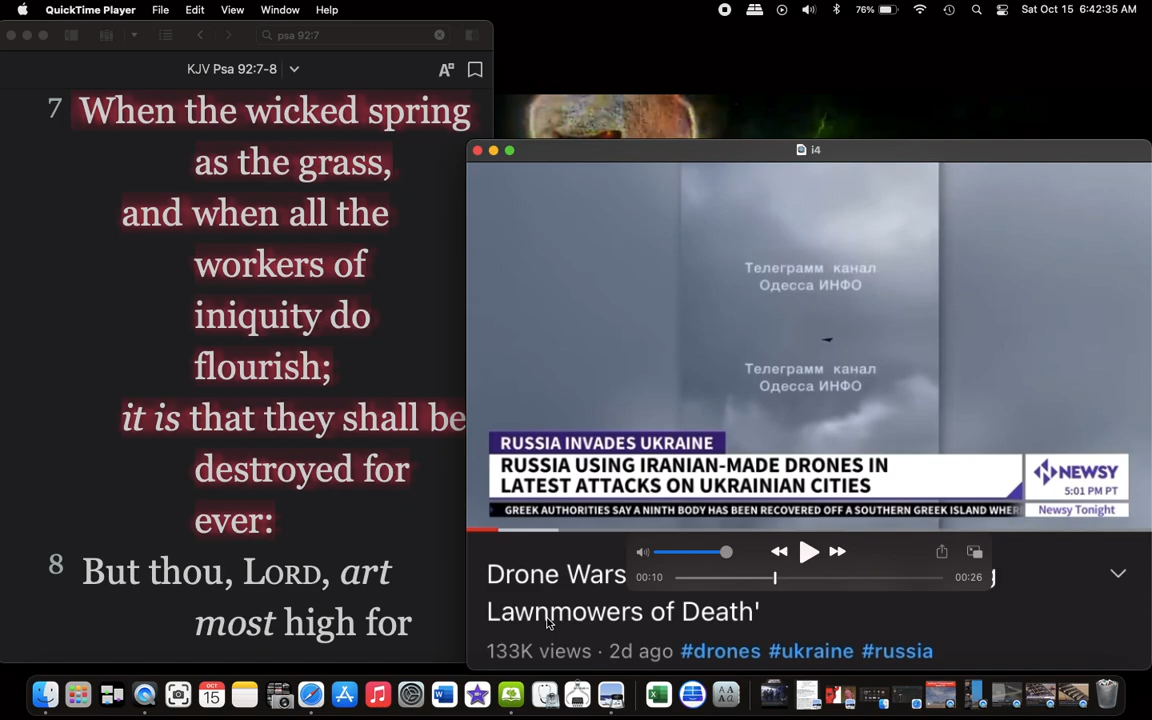 QuickTime Player File Edit View Window Help
76% Sat Oct 15 6:42:35 AM
psa 92:7
KJV Psa 92:7-8
7 When the wicked spring
as the grass,
and when all the
workers of
iniquity do
flourish;
it is that they shall be
destroyed for
ever:
8 But thou, LORD, art
most high for
i4
Телеграмм канал
Одесса ИНФО
Телеграмм канал
Одесса ИНФО
RUSSIA INVADES UKRAINE
RUSSIA USING IRANIAN-MADE DRONES IN
LATEST ATTACKS ON UKRAINIAN CITIES
NEWSY
5:01 PM PT
GREEK AUTHORITIES SAY A NINTH BODY HAS BEEN RECOVERED OFF A SOUTHERN GREEK ISLAND WHER
Newsy Tonight
00:10 00:26
Drone Wars
Lawnmowers of Death'
133K views · 2d ago #drones #ukraine #russia
OCT
15